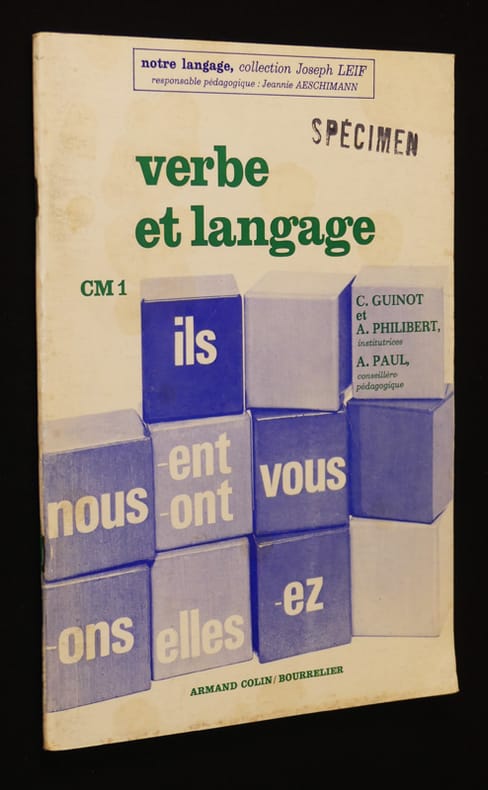 notre langage, collection Joseph LEIF
responsable pédagogique : Jeannie AESCHIMANN
SPÉCIMEN
verbe
et langage
CM 1
C. GUINOT
et
A. PHILIBERT,
institutrices
A. PAUL,
conseillère
pédagogique
ils
-ent
-ont
vous
nous
-ez
-ons
elles
ARMAND COLIN/BOURRELIER